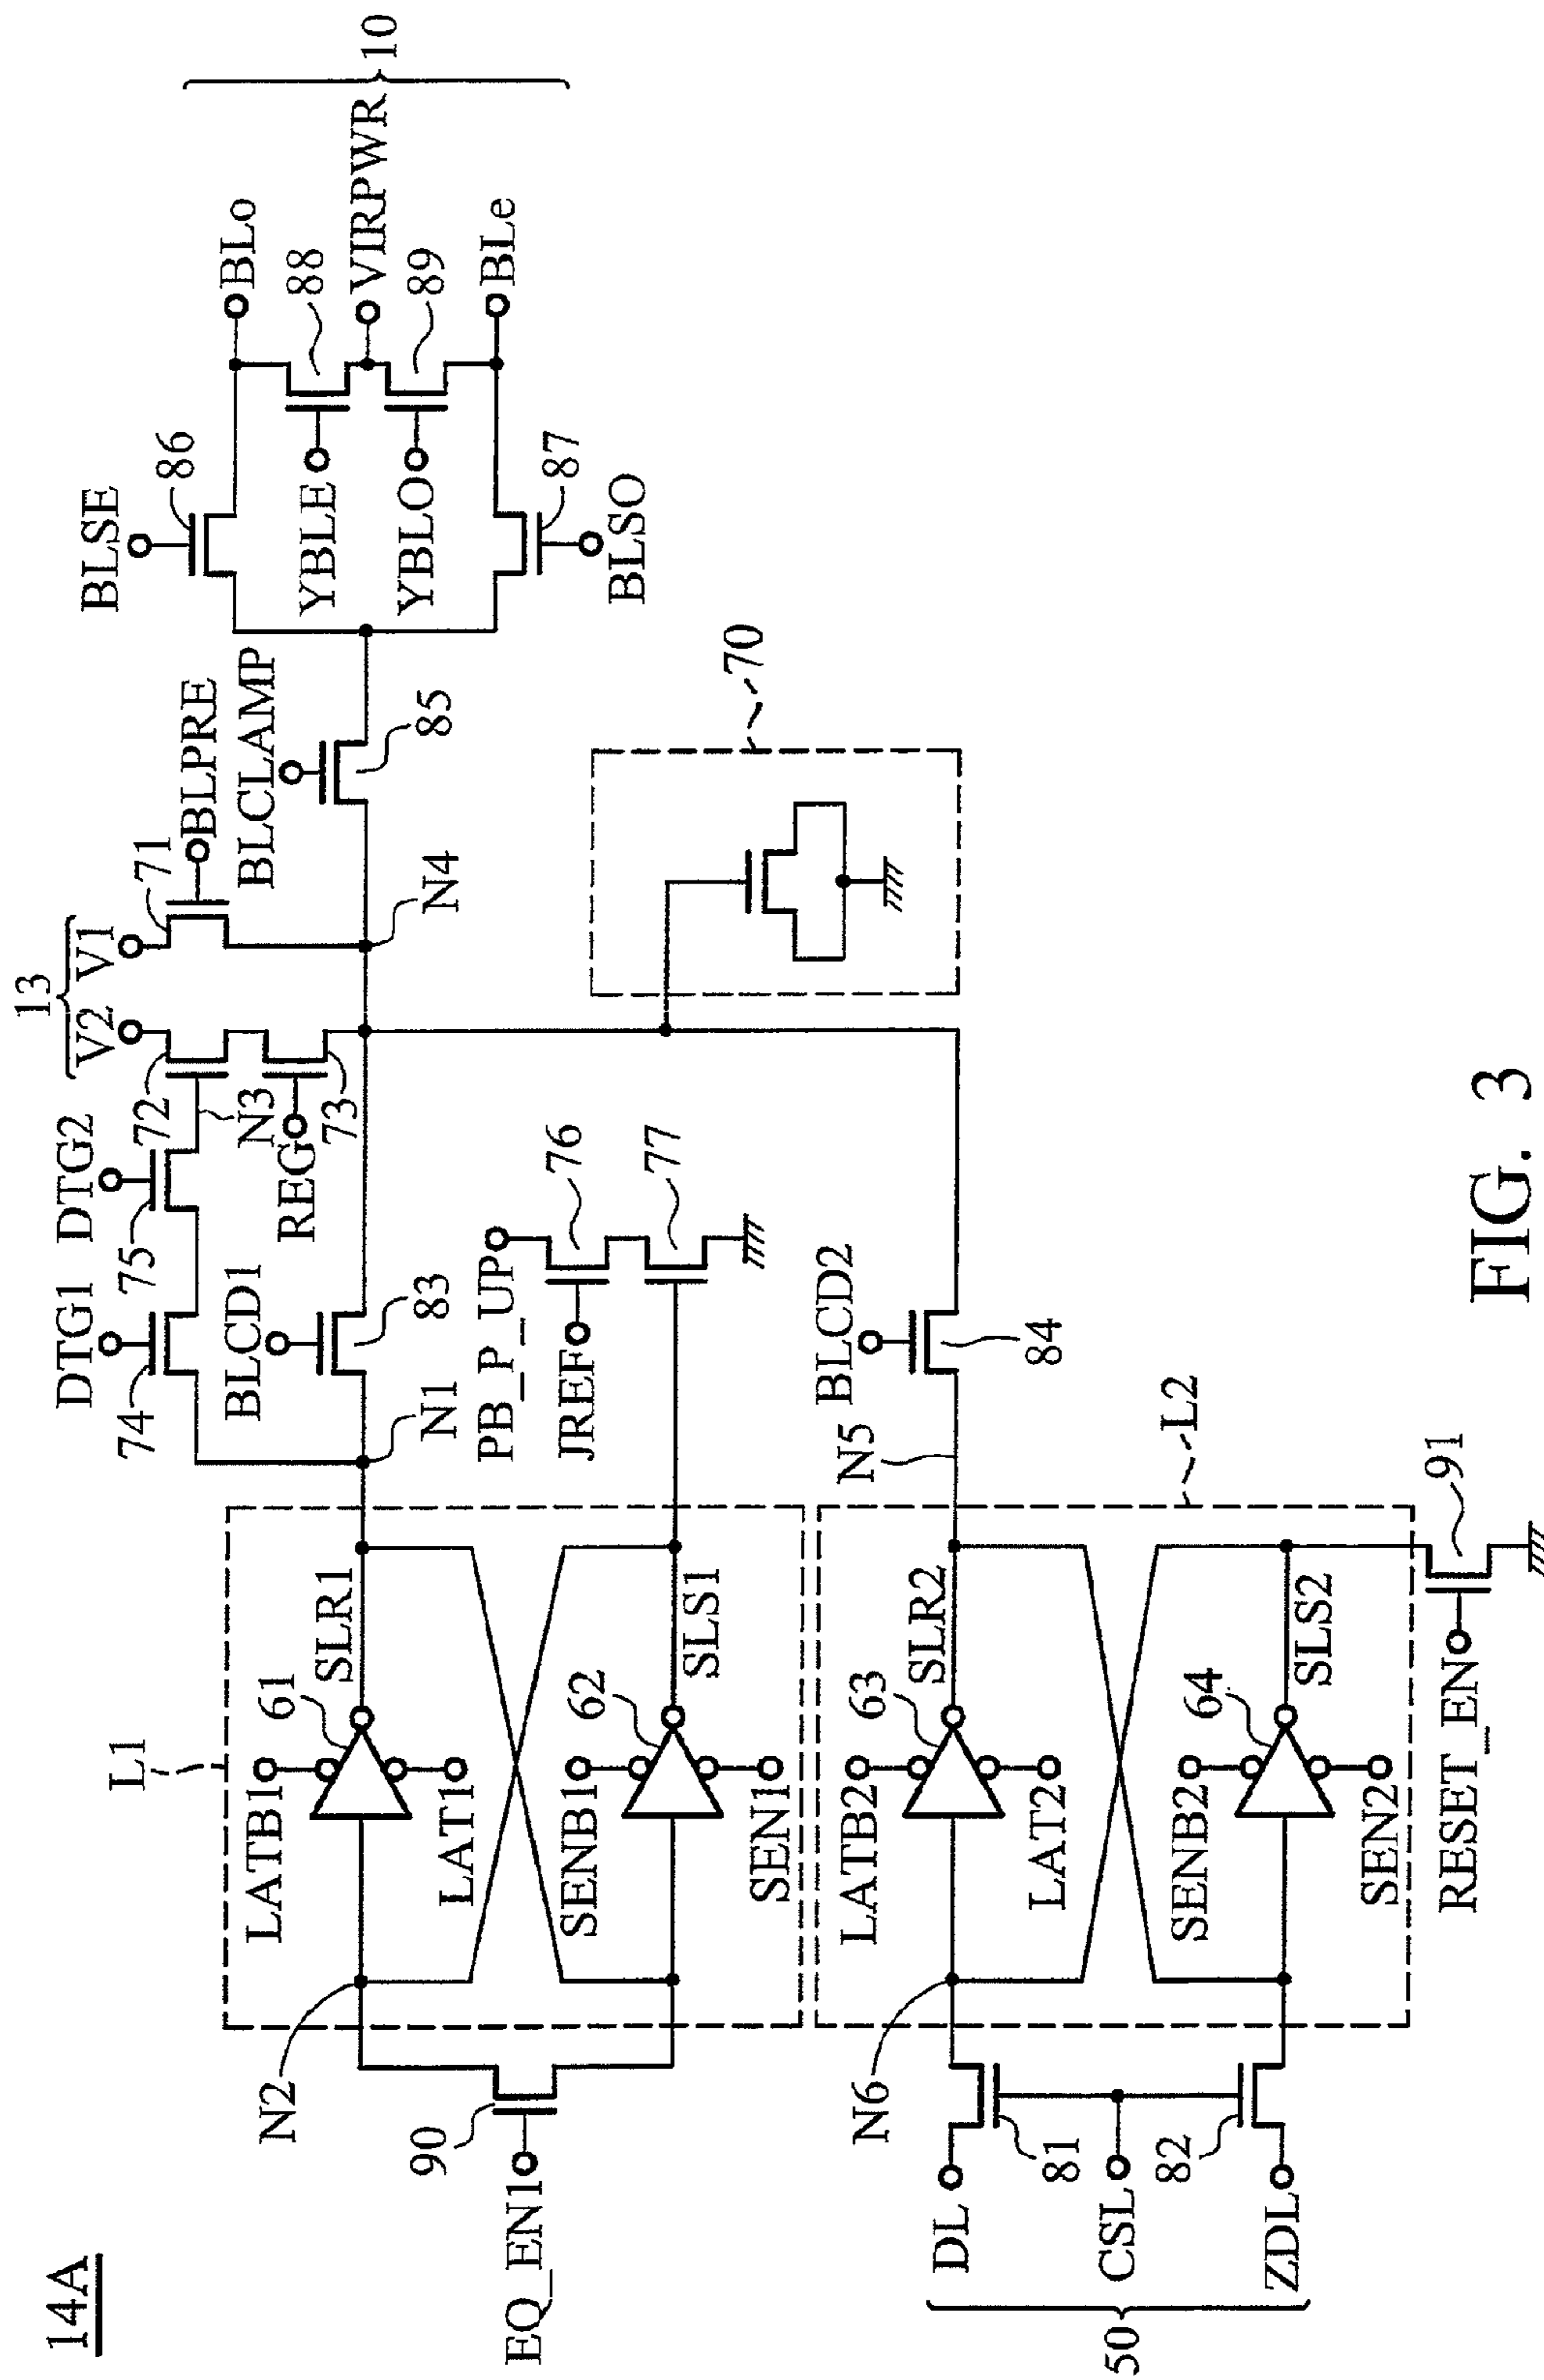 14A
13
V2
V1
DTG1
DTG2
74
75
72
71
N3
REG
73
BLPRE
BLCD1
83
N1
BLCLAMP
85
N4
BLSE
86
BLo
88
YBLE
VIRPWR
10
YBLO
89
BLSO
87
BLe
L1
LATB1
61
SLR1
LAT1
N2
90
EQ_EN1
SENB1
62
SLS1
SEN1
PB_P_UP
76
JREF
77
70
BLCD2
84
N5
L2
LATB2
63
SLR2
LAT2
N6
DL
81
CSL
82
ZDL
50
SENB2
64
SLS2
SEN2
RESET_EN
91
FIG. 3